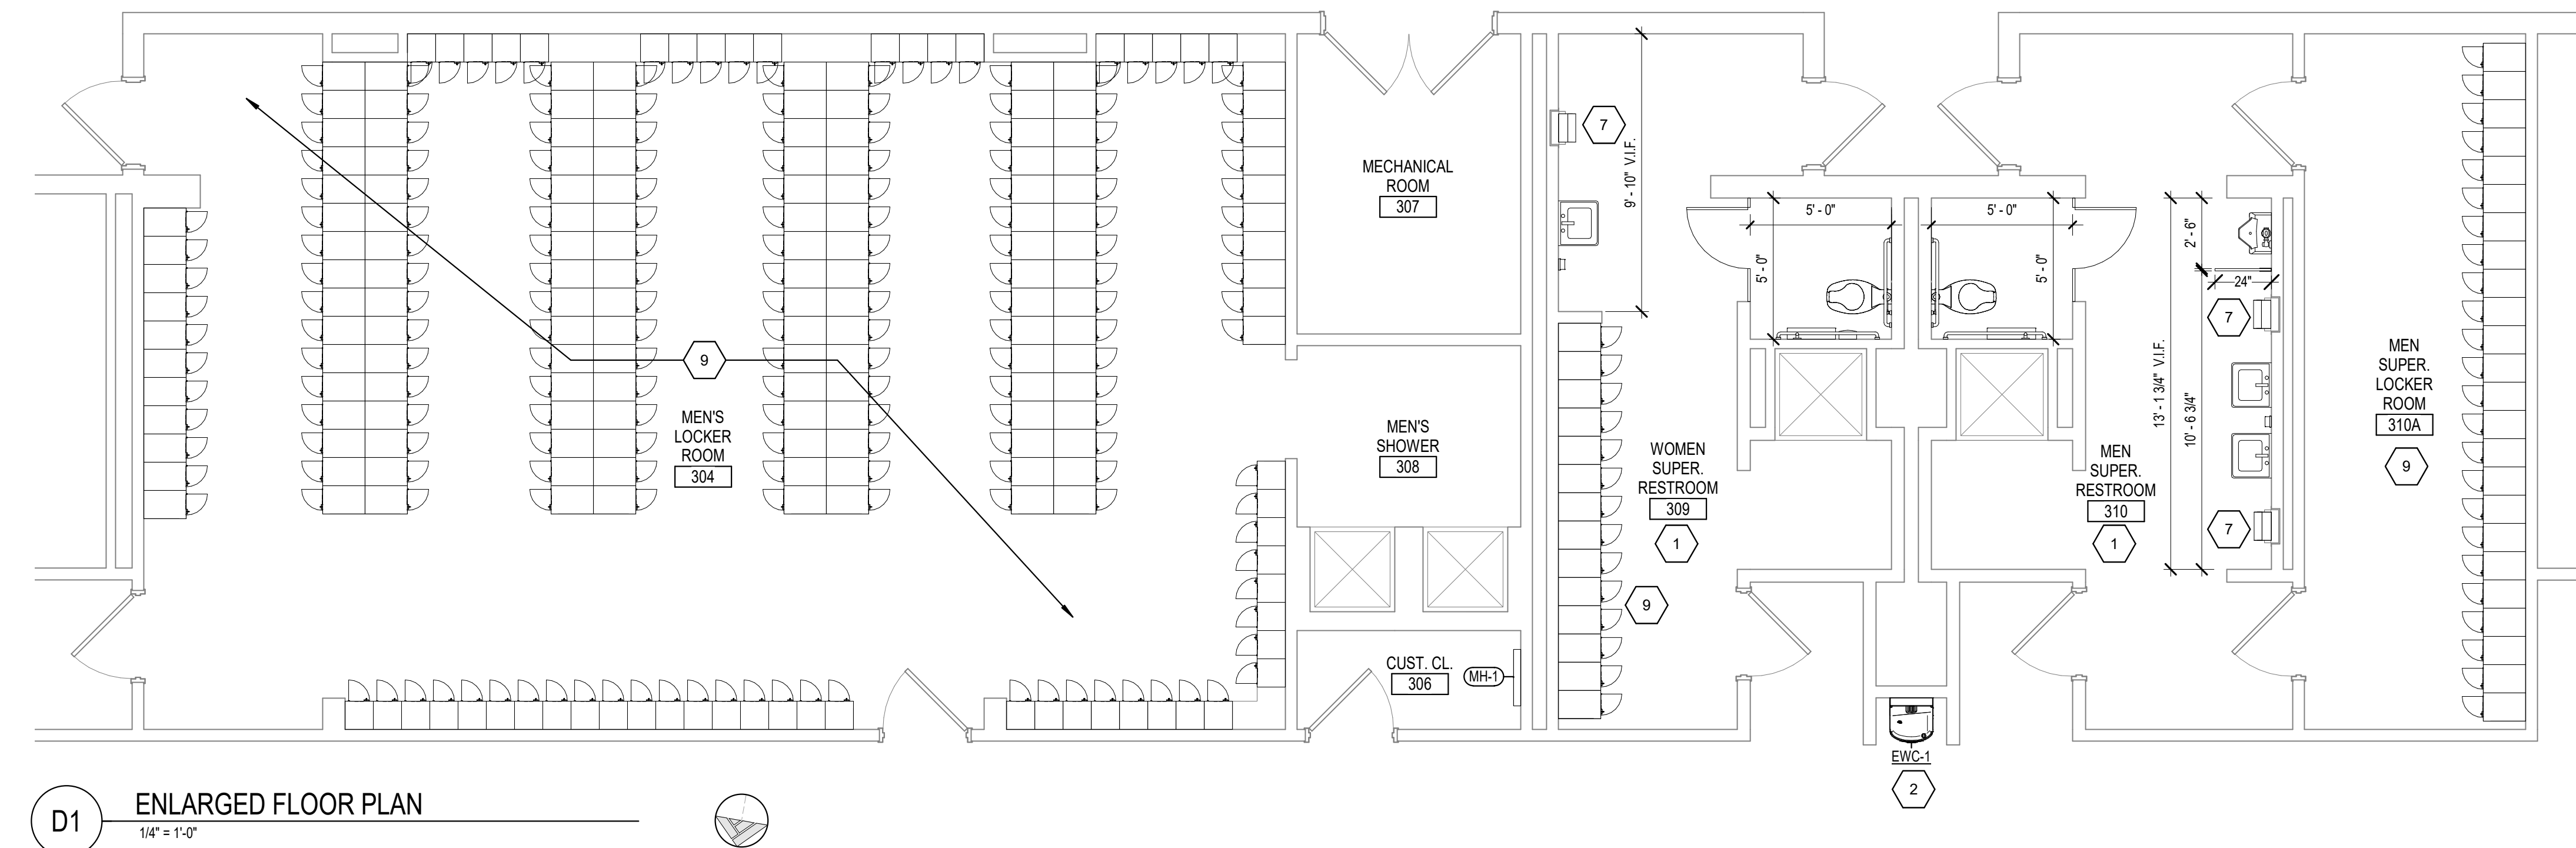 7
9' - 10" V.I.F.
MECHANICAL
ROOM
307
5' - 0"
5' - 0"
5' - 0"
5' - 0"
2' - 6"
24"
7
9
MEN'S
LOCKER
ROOM
304
MEN'S
SHOWER
308
WOMEN
SUPER.
RESTROOM
309
1
9
MEN
SUPER.
RESTROOM
310
1
13' - 1 3/4" V.I.F.
10' - 6 3/4"
7
MEN
SUPER.
LOCKER
ROOM
310A
9
CUST. CL.
306
MH-1
EWC-1
2
D1
ENLARGED FLOOR PLAN
1/4" = 1'-0"